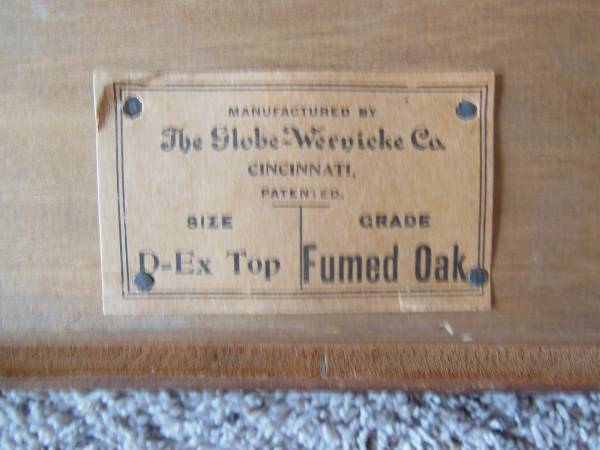 MANUFACTURED BY
The Globe-Wernicke Co.
CINCINNATI,
PATENTED.
SIZE GRADE
D-Ex Top Fumed Oak